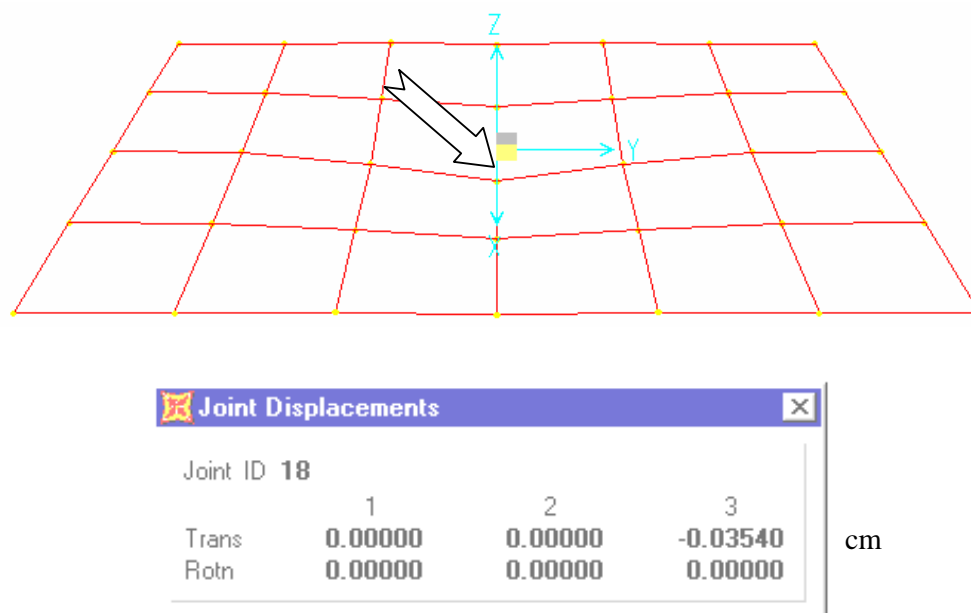 Z
Y
X
Joint Displacements
Joint ID 18
1 2 3
Trans 0.00000 0.00000 -0.03540 cm
Rotn 0.00000 0.00000 0.00000